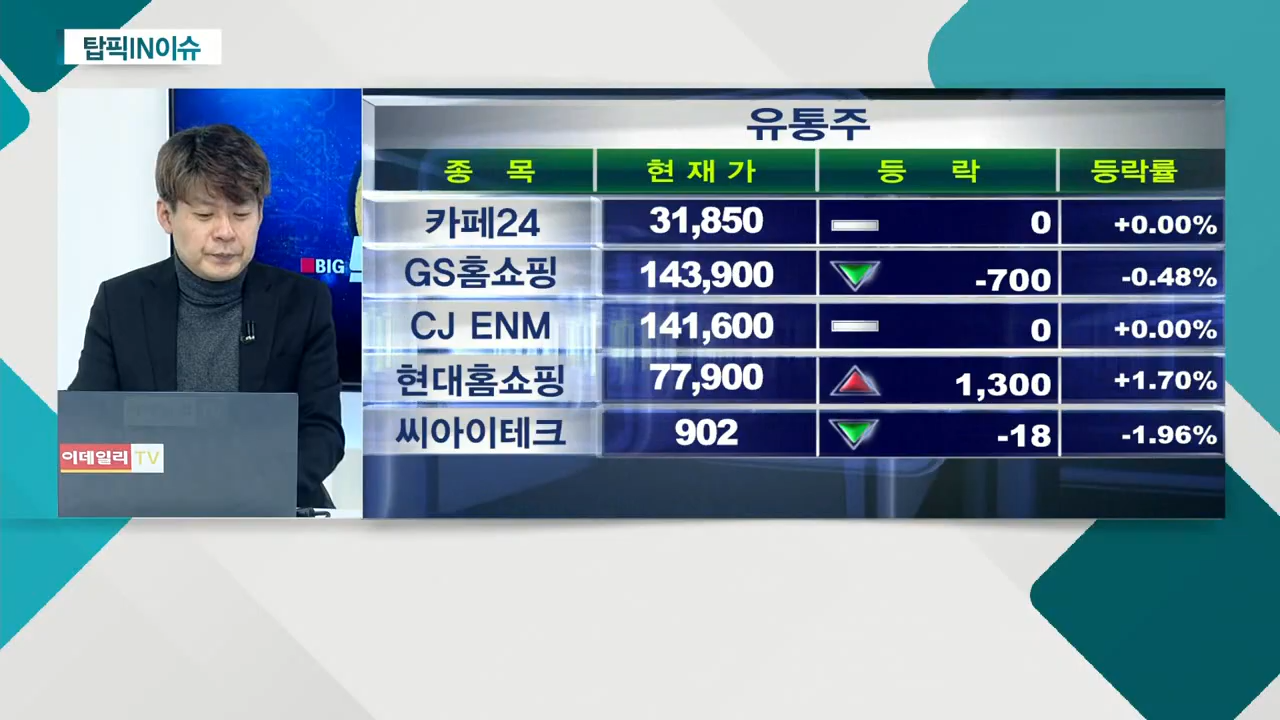 탑픽IN이슈
유통주
종 목 현 재 가 등 락 등락률
카페24 31,850 0 +0.00%
GS홈쇼핑 143,900 -700 -0.48%
CJ ENM 141,600 0 +0.00%
현대홈쇼핑 77,900 1,300 +1.70%
씨아이테크 902 -18 -1.96%
BIG
이데일리 TV